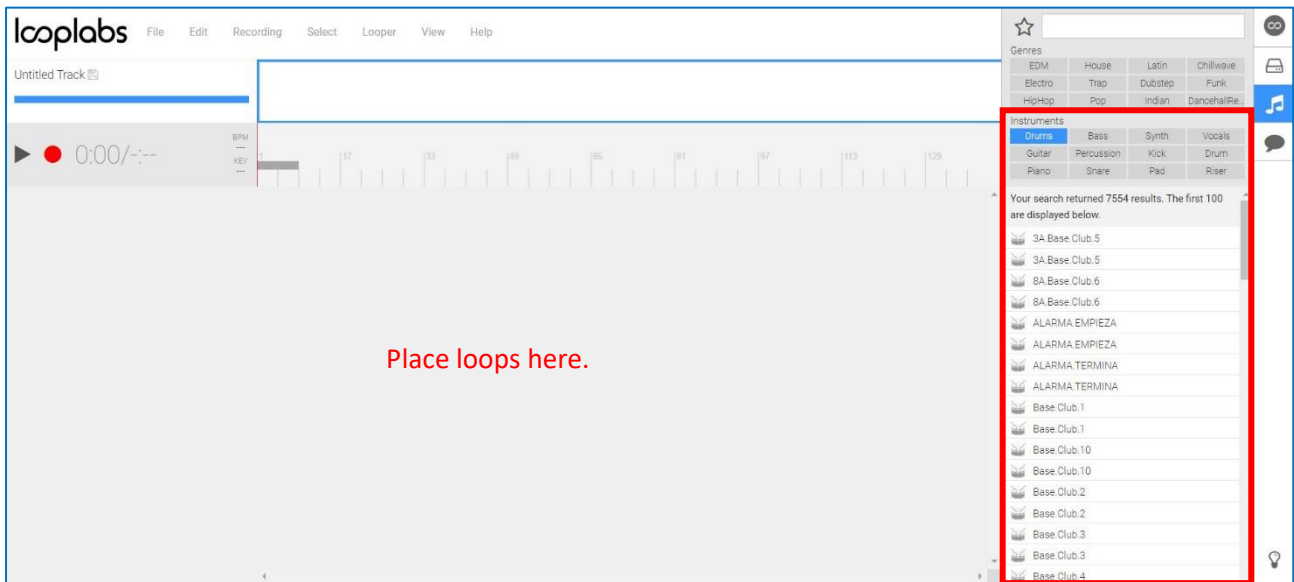 looplabs File Edit Recording Select Looper View Help
Untitled Track
0:00/-:--
BPM
—
KEY
—
1 |17 |33 |49 |65 |81 |97 |113 |129
Place loops here.
Genres
EDM House Latin Chillwave
Electro Trap Dubstep Funk
HipHop Pop Indian DancehallRe...
Instruments
Drums Bass Synth Vocals
Guitar Percussion Kick Drum
Piano Snare Pad Riser
Your search returned 7554 results. The first 100
are displayed below.
3A.Base.Club.5
3A.Base.Club.5
8A.Base.Club.6
8A.Base.Club.6
ALARMA.EMPIEZA
ALARMA.EMPIEZA
ALARMA.TERMINA
ALARMA.TERMINA
Base.Club.1
Base.Club.1
Base.Club.10
Base.Club.10
Base.Club.2
Base.Club.2
Base.Club.3
Base.Club.3
Base.Club.4